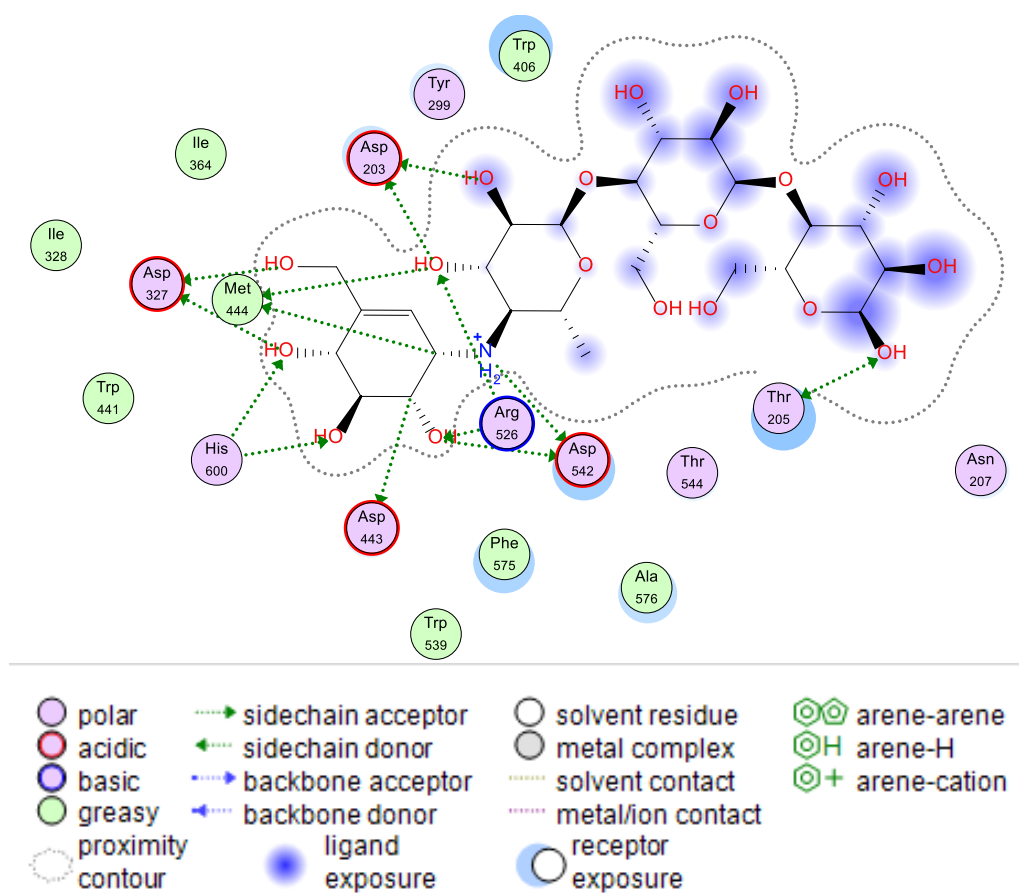 Trp
406
Tyr
299
HO
OH
Ile
364
Asp
203
HO
O
O
OH
Ile
328
HO
HO
O
O
OH
Asp
327
Met
444
OH
HO
O
HO
N
+
H
2
OH
Trp
441
Arg
526
Thr
205
His
600
HO
OH
Asp
542
Thr
544
Asn
207
Asp
443
Phe
575
Ala
576
Trp
539
polar
acidic
basic
greasy
proximity
contour
sidechain acceptor
sidechain donor
backbone acceptor
backbone donor
ligand
exposure
solvent residue
metal complex
solvent contact
metal/ion contact
receptor
exposure
arene-arene
H arene-H
+ arene-cation